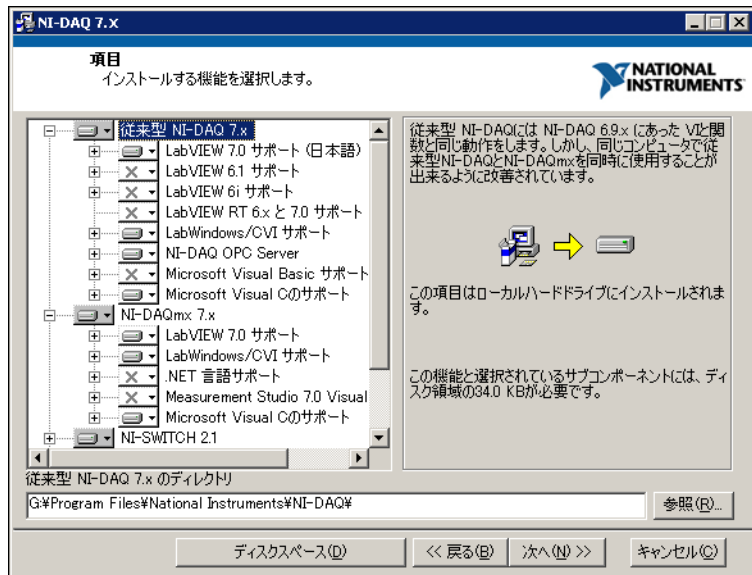 NI-DAQ 7.x
項目
インストールする機能を選択します。
NATIONAL
INSTRUMENTS
従来型 NI-DAQ 7.x
LabVIEW 7.0 サポート (日本語)
LabVIEW 6.1 サポート
LabVIEW 6i サポート
LabVIEW RT 6.x と 7.0 サポート
LabWindows/CVI サポート
NI-DAQ OPC Server
Microsoft Visual Basic サポート
Microsoft Visual Cのサポート
NI-DAQmx 7.x
LabVIEW 7.0 サポート
LabWindows/CVI サポート
.NET 言語サポート
Measurement Studio 7.0 Visual
Microsoft Visual Cのサポート
NI-SWITCH 2.1
従来型 NI-DAQには NI-DAQ 6.9.x にあった VIと関
数と同じ動作をします。しかし、同じコンピュータで従
来型NI-DAQとNI-DAQmxを同時に使用することが
出来るように改善されています。
この項目はローカルハードドライブにインストールされま
す。
この機能と選択されているサブコンポーネントには、ディ
スク領域の34.0 KBが必要です。
従来型 NI-DAQ 7.x のディレクトリ
G:¥Program Files¥National Instruments¥NI-DAQ¥
参照(R)...
ディスクスペース(D)
<< 戻る(B)
次へ(N) >>
キャンセル(C)